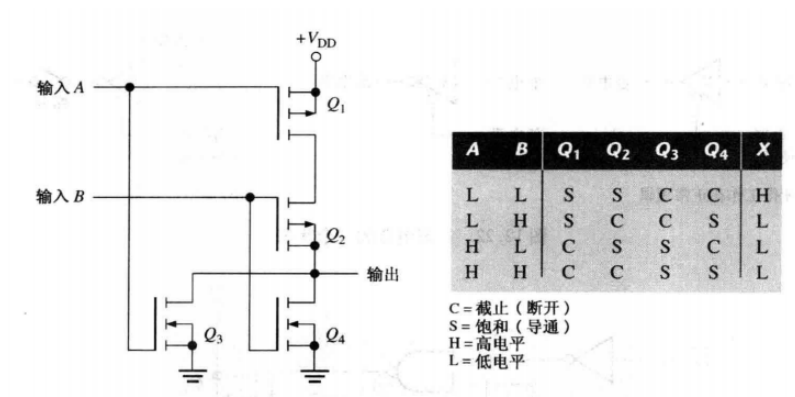 +VDD
输入 A
Q1
输入 B
Q2
输出
Q3
Q4
A B Q1 Q2 Q3 Q4 X
L L S S C C H
L H S C C S L
H L C S S C L
H H C C S S L
C = 截止（断开）
S = 饱和（导通）
H = 高电平
L = 低电平